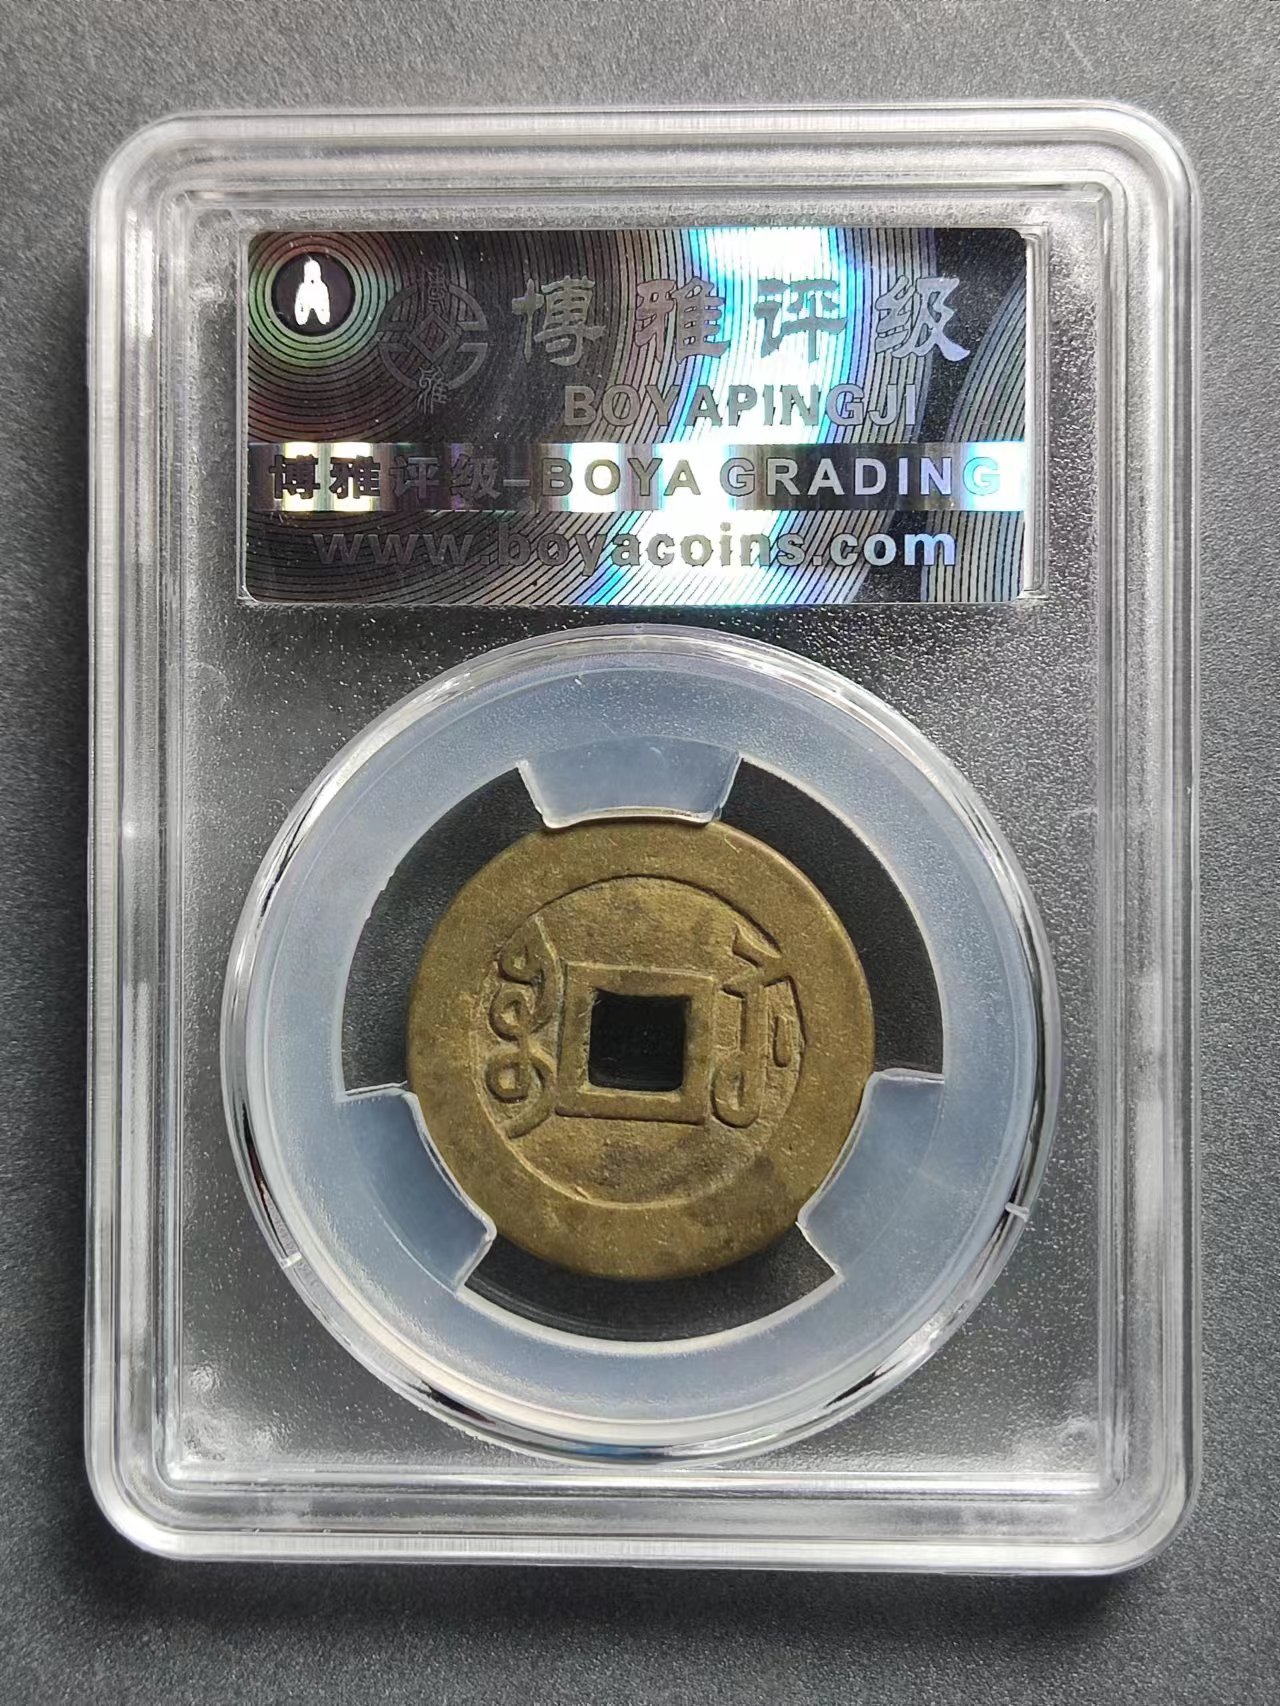 博雅评级
BOYAPINGJI
博雅评级–BOYA GRADING
www.boyacoins.com